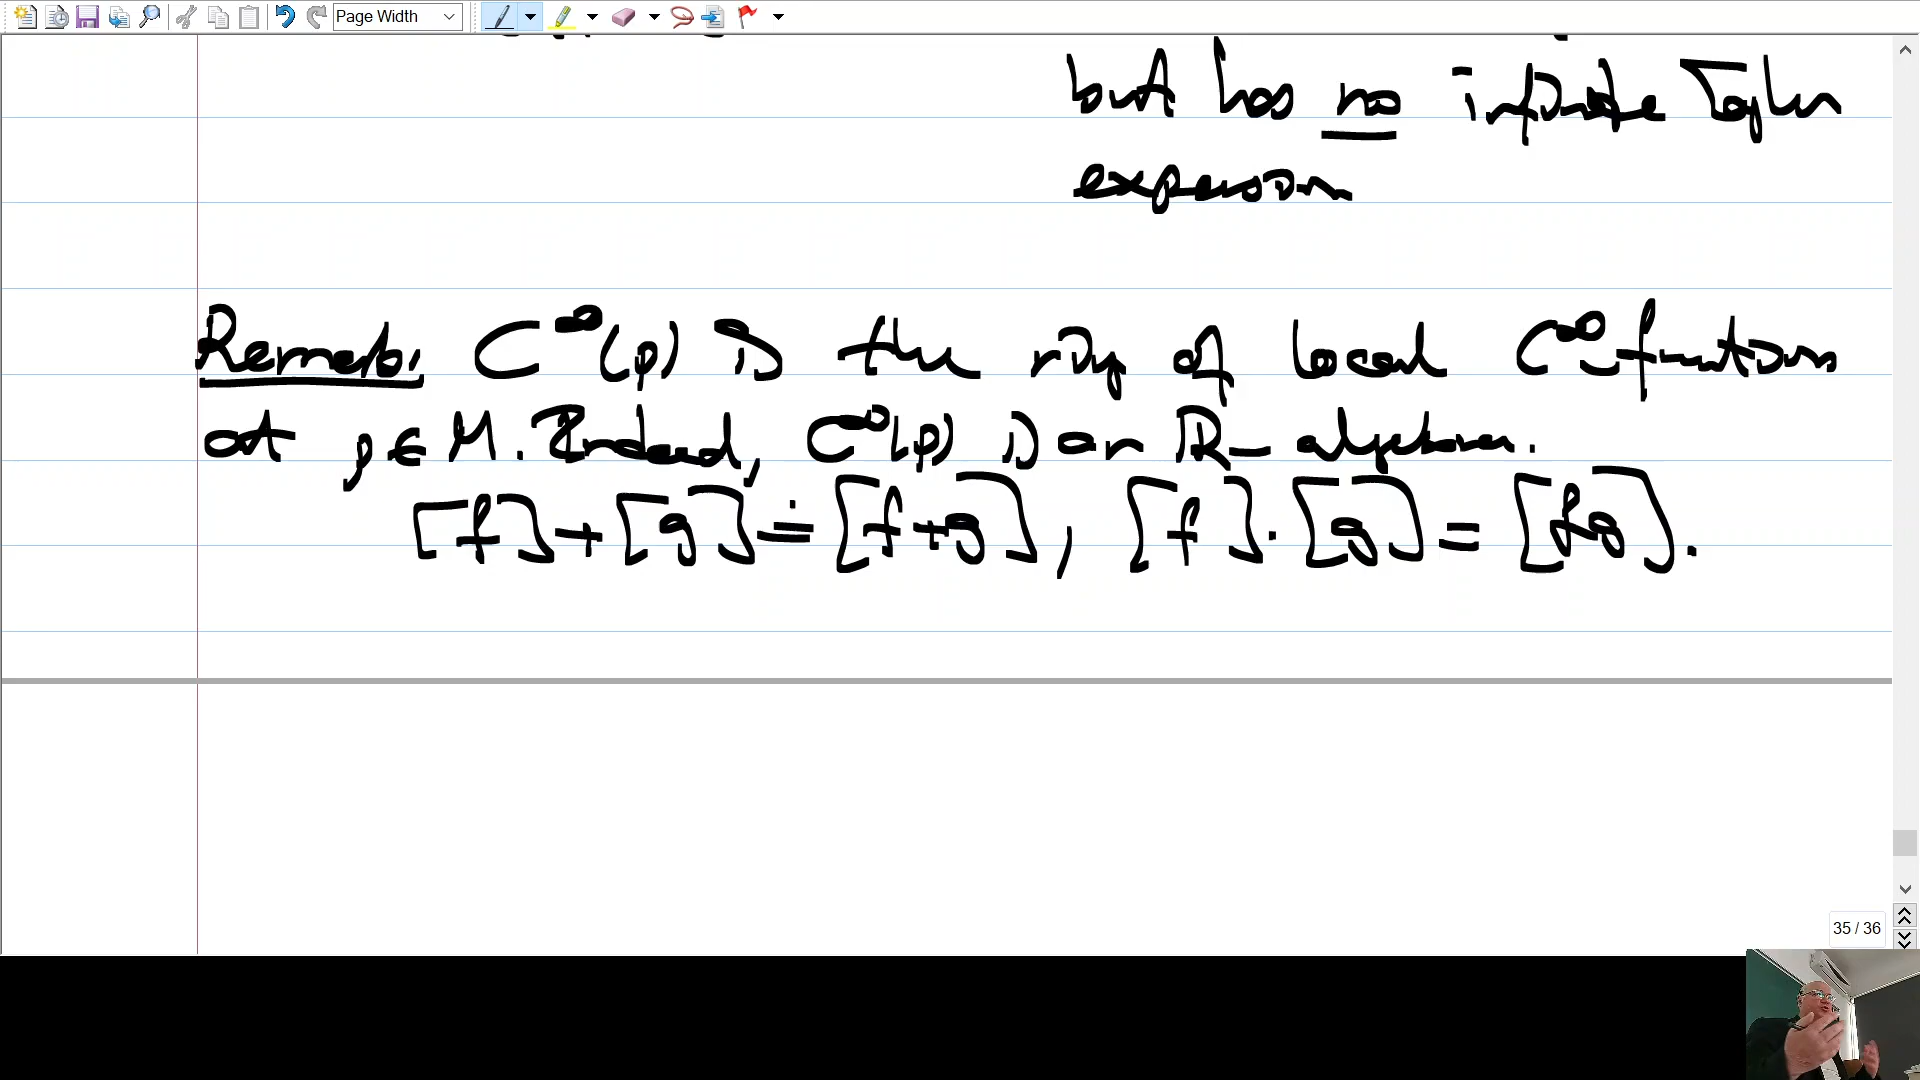 Page Width
but has no infinite Taylor
expansion
Remark: C^∞(p) is the ring of local C^∞-functions
at p ∈ M. Indeed, C^∞(p) is an R-algebra.
[f]+[g] ≐ [f+g], [f]·[g] = [fg].
35 / 36